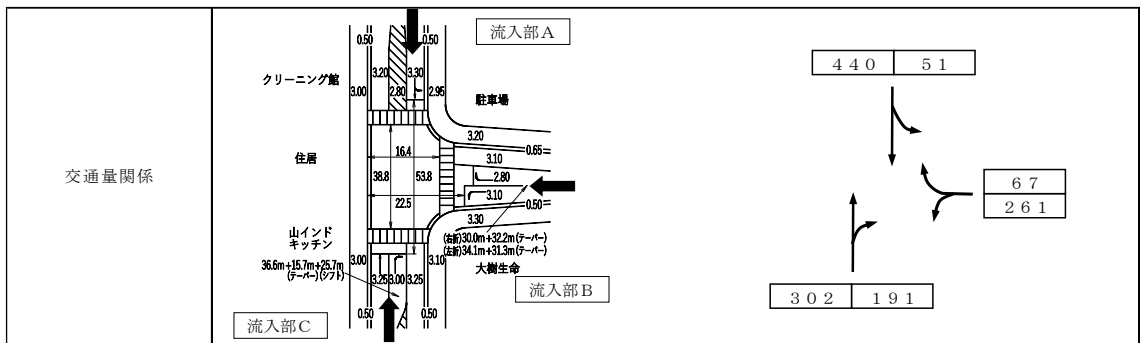 交通量関係
流入部A
0.50
0.50
3.20
3.30
クリーニング館
3.00
2.80
2.95
駐車場
3.20
0.65
3.10
住居
16.4
38.8
53.8
2.80
3.10
22.5
0.50
3.30
山インド
キッチン
(右折)30.0m+32.2m(テーパー)
(左折)34.1m+31.3m(テーパー)
大樹生命
36.6m+15.7m+25.7m
(テーパー)(シフト)
3.00
3.25
3.00
3.25
3.10
流入部B
0.50
0.50
流入部C
440 51
67
261
302 191